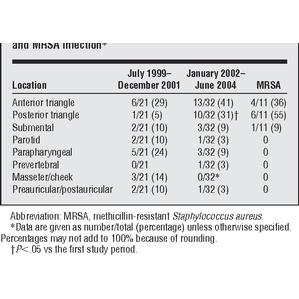 and MRSA Infection*
July 1999– January 2002–
Location December 2001 June 2004 MRSA
Anterior triangle 6/21 (29) 13/32 (41) 4/11 (36)
Posterior triangle 1/21 (5) 10/32 (31)† 6/11 (55)
Submental 2/21 (10) 3/32 (9) 1/11 (9)
Parotid 2/21 (10) 1/32 (3) 0
Parapharyngeal 5/21 (24) 3/32 (9) 0
Prevertebral 0/21 1/32 (3) 0
Masseter/cheek 3/21 (14) 0/32* 0
Preauricular/postauricular 2/21 (10) 1/32 (3) 0
Abbreviation: MRSA, methicillin-resistant Staphylococcus aureus.
*Data are given as number/total (percentage) unless otherwise specified.
Percentages may not add to 100% because of rounding.
†P<.05 vs the first study period.